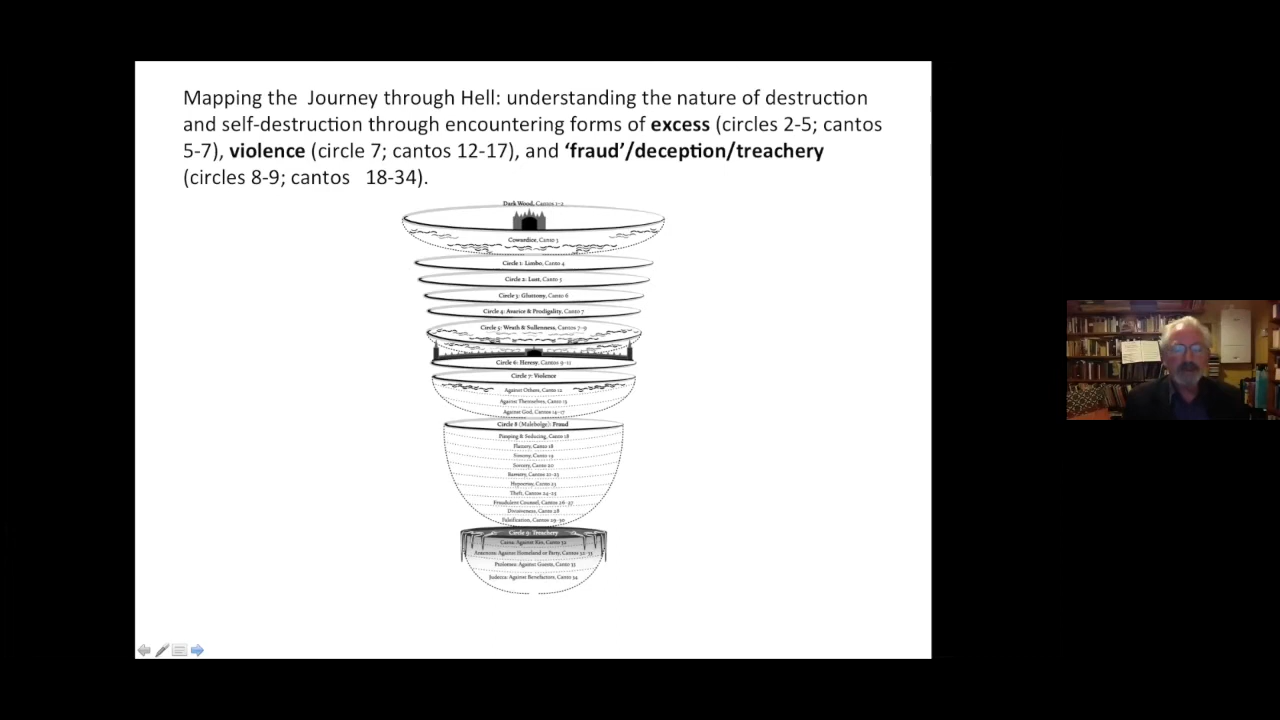 Mapping the  Journey through Hell: understanding the nature of destruction
and self-destruction through encountering forms of excess (circles 2-5; cantos
5-7), violence (circle 7; cantos 12-17), and ‘fraud’/deception/treachery
(circles 8-9; cantos   18-34).
Dark Wood, Cantos 1-2
Cowardice, Canto 3
Circle 1: Limbo, Canto 4
Circle 2: Lust, Canto 5
Circle 3: Gluttony, Canto 6
Circle 4: Avarice & Prodigality, Canto 7
Circle 5: Wrath & Sullenness, Cantos 7-9
Circle 6: Heresy, Cantos 9-11
Circle 7: Violence
Against Others, Canto 12
Against Themselves, Canto 13
Against God, Cantos 14-17
Circle 8 (Malebolge): Fraud
Pimping & Seducing, Canto 18
Flattery, Canto 18
Simony, Canto 19
Sorcery, Canto 20
Barratry, Cantos 21-23
Hypocrisy, Canto 23
Theft, Cantos 24-25
Fraudulent Counsel, Cantos 26-27
Divisiveness, Canto 28
Falsification, Cantos 29-30
Circle 9: Treachery
Caina: Against Kin, Canto 32
Antenora: Against Homeland or Party, Cantos 32-33
Ptolomea: Against Guests, Canto 33
Judecca: Against Benefactors, Canto 34